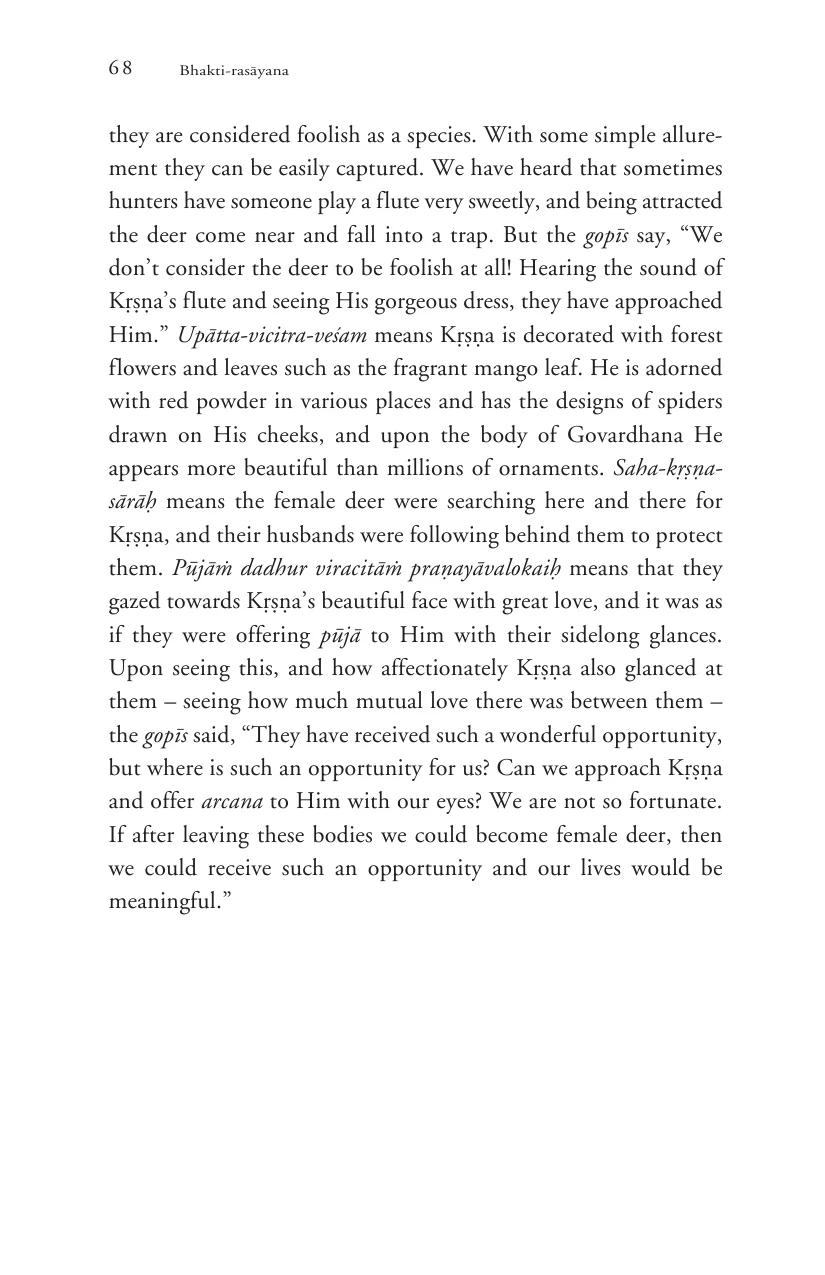 68 Bhakti-rasāyana
they are considered foolish as a species. With some simple allure-
ment they can be easily captured. We have heard that sometimes
hunters have someone play a flute very sweetly, and being attracted
the deer come near and fall into a trap. But the gopīs say, “We
don’t consider the deer to be foolish at all! Hearing the sound of
Kṛṣṇa’s flute and seeing His gorgeous dress, they have approached
Him.” Upātta-vicitra-veśam means Kṛṣṇa is decorated with forest
flowers and leaves such as the fragrant mango leaf. He is adorned
with red powder in various places and has the designs of spiders
drawn on His cheeks, and upon the body of Govardhana He
appears more beautiful than millions of ornaments. Saha-kṛṣṇa-
sārāḥ means the female deer were searching here and there for
Kṛṣṇa, and their husbands were following behind them to protect
them. Pūjāṁ dadhur viracitāṁ praṇayāvalokaiḥ means that they
gazed towards Kṛṣṇa’s beautiful face with great love, and it was as
if they were offering pūjā to Him with their sidelong glances.
Upon seeing this, and how affectionately Kṛṣṇa also glanced at
them – seeing how much mutual love there was between them –
the gopīs said, “They have received such a wonderful opportunity,
but where is such an opportunity for us? Can we approach Kṛṣṇa
and offer arcana to Him with our eyes? We are not so fortunate.
If after leaving these bodies we could become female deer, then
we could receive such an opportunity and our lives would be
meaningful.”